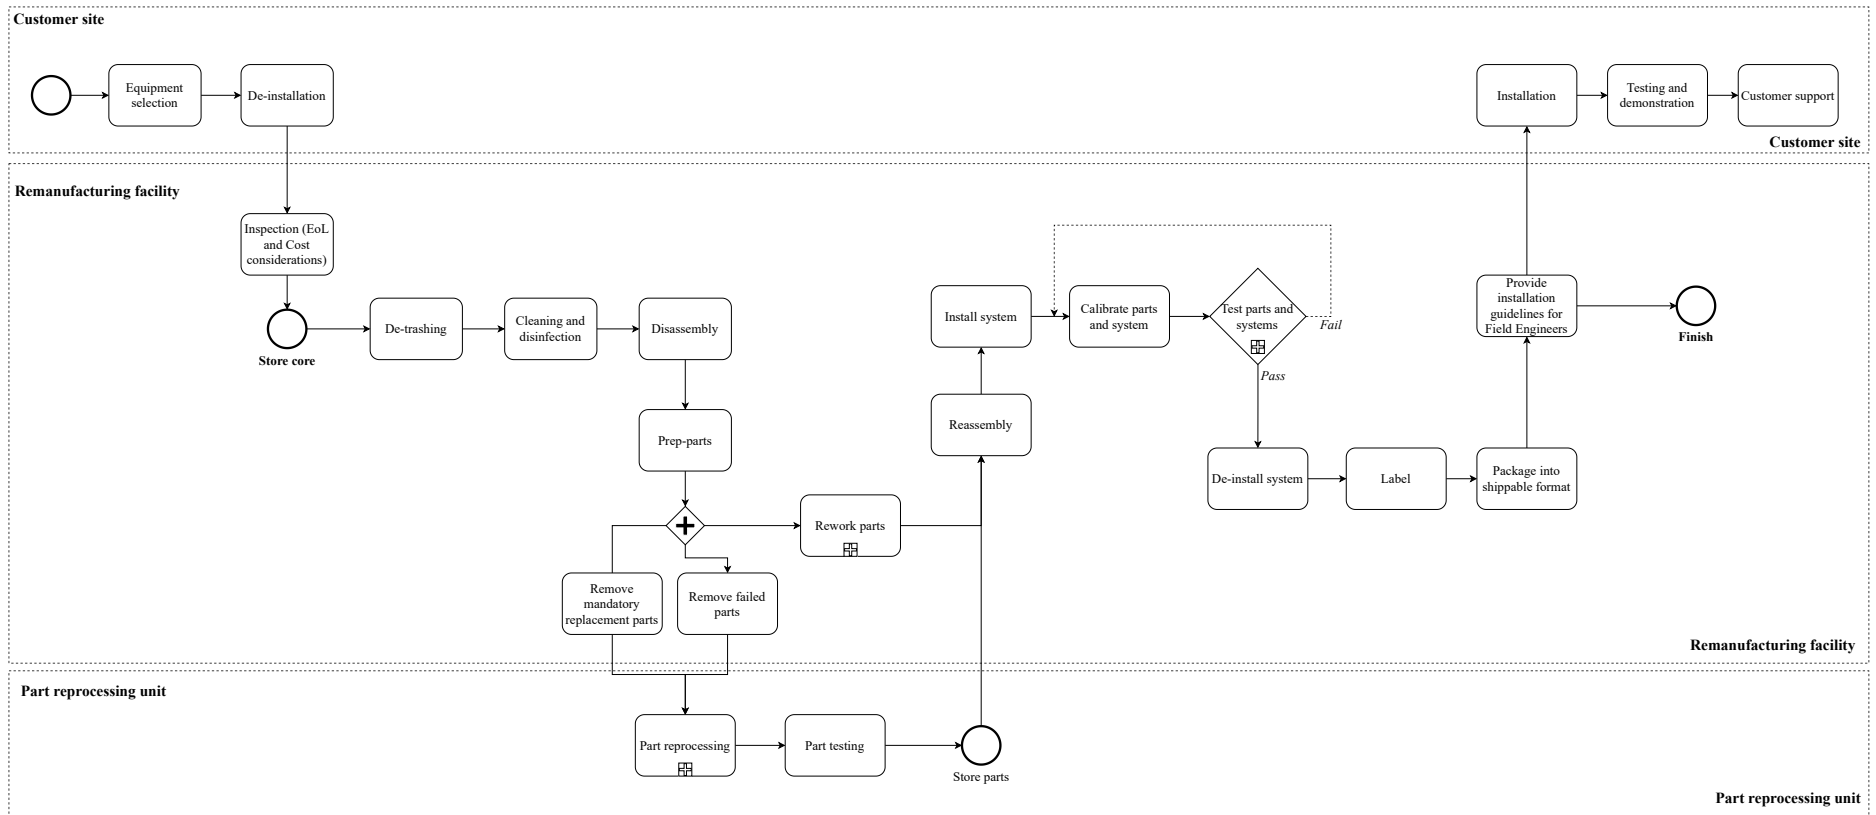 Customer site
Equipment
selection
De-installation
Installation
Testing and
demonstration
Customer support
Customer site
Remanufacturing facility
Inspection (EoL
and Cost
considerations)
Store core
De-trashing
Cleaning and
disinfection
Disassembly
Prep-parts
Rework parts
Remove
mandatory
replacement parts
Remove failed
parts
Reassembly
Install system
Calibrate parts
and system
Test parts and
systems
Fail
Pass
De-install system
Label
Package into
shippable format
Provide
installation
guidelines for
Field Engineers
Finish
Remanufacturing facility
Part reprocessing unit
Part reprocessing
Part testing
Store parts
Part reprocessing unit